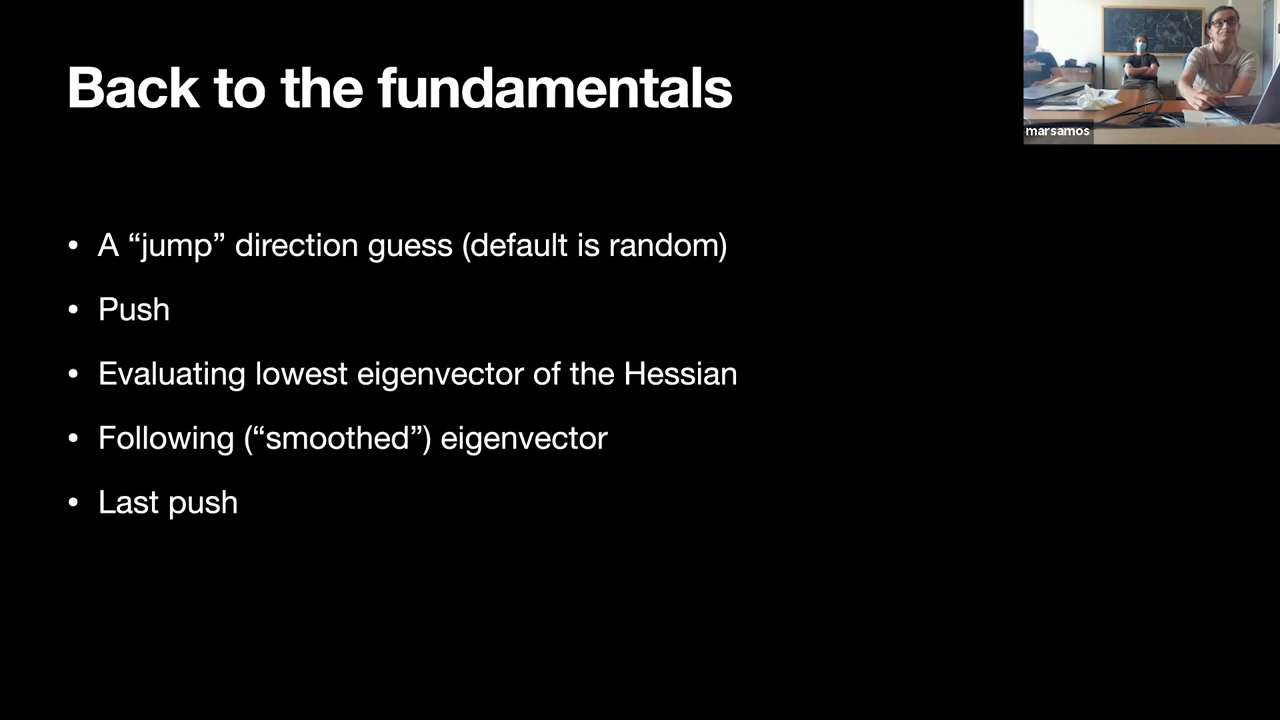 Back to the fundamentals
marsamos
• A “jump” direction guess (default is random)
• Push
• Evaluating lowest eigenvector of the Hessian
• Following (“smoothed”) eigenvector
• Last push